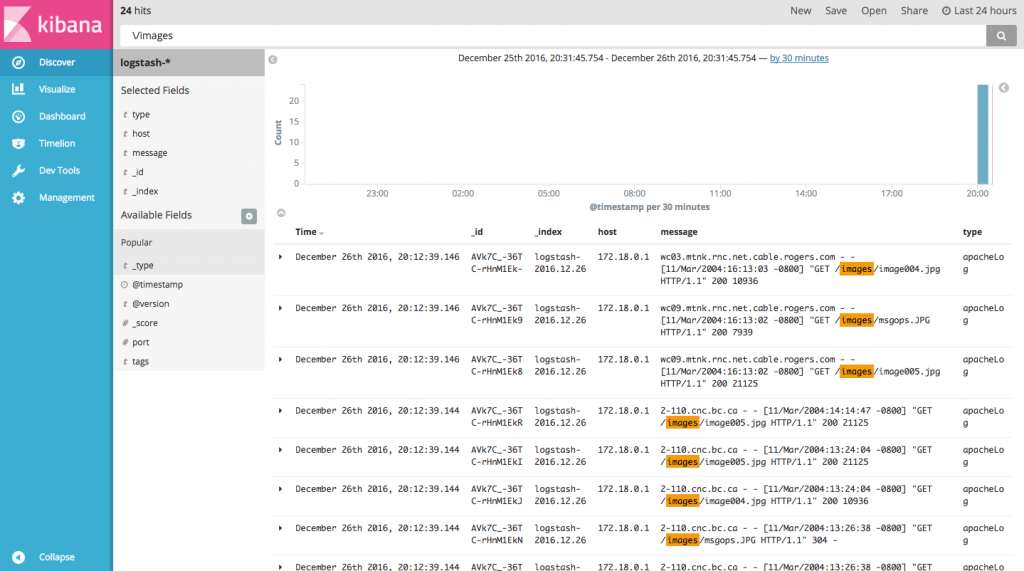 kibana
Discover
Visualize
Dashboard
Timelion
Dev Tools
Management
Collapse
24 hits
New Save Open Share Last 24 hours
\/images
logstash-*
Selected Fields
t type
t host
t message
t _id
t _index
Available Fields
Popular
t _type
@timestamp
t @version
# _score
# port
t tags
December 25th 2016, 20:31:45.754 - December 26th 2016, 20:31:45.754 — by 30 minutes
Count
20
15
10
5
0
23:00 02:00 05:00 08:00 11:00 14:00 17:00 20:00
@timestamp per 30 minutes
Time _id _index host message type
December 26th 2016, 20:12:39.146 AVk7C_-36T logstash- 172.18.0.1 wc03.mtnk.rnc.net.cable.rogers.com - - apacheLo
C-rHnM1Ek- 2016.12.26 [11/Mar/2004:16:13:03 -0800] "GET /images/image004.jpg g
HTTP/1.1" 200 10936
December 26th 2016, 20:12:39.146 AVk7C_-36T logstash- 172.18.0.1 wc09.mtnk.rnc.net.cable.rogers.com - - apacheLo
C-rHnM1Ek9 2016.12.26 [11/Mar/2004:16:13:02 -0800] "GET /images/msgops.JPG g
HTTP/1.1" 200 7939
December 26th 2016, 20:12:39.146 AVk7C_-36T logstash- 172.18.0.1 wc09.mtnk.rnc.net.cable.rogers.com - - apacheLo
C-rHnM1Ek8 2016.12.26 [11/Mar/2004:16:13:02 -0800] "GET /images/image005.jpg g
HTTP/1.1" 200 21125
December 26th 2016, 20:12:39.144 AVk7C_-36T logstash- 172.18.0.1 2-110.cnc.bc.ca - - [11/Mar/2004:14:14:47 -0800] "GET apacheLo
C-rHnM1EkR 2016.12.26 /images/image005.jpg HTTP/1.1" 200 21125 g
December 26th 2016, 20:12:39.144 AVk7C_-36T logstash- 172.18.0.1 2-110.cnc.bc.ca - - [11/Mar/2004:13:24:04 -0800] "GET apacheLo
C-rHnM1EkI 2016.12.26 /images/image005.jpg HTTP/1.1" 200 21125 g
December 26th 2016, 20:12:39.144 AVk7C_-36T logstash- 172.18.0.1 2-110.cnc.bc.ca - - [11/Mar/2004:13:24:04 -0800] "GET apacheLo
C-rHnM1EkJ 2016.12.26 /images/image004.jpg HTTP/1.1" 200 10936 g
December 26th 2016, 20:12:39.144 AVk7C_-36T logstash- 172.18.0.1 2-110.cnc.bc.ca - - [11/Mar/2004:13:26:38 -0800] "GET apacheLo
C-rHnM1EkN 2016.12.26 /images/msgops.JPG HTTP/1.1" 304 - g
December 26th 2016, 20:12:39.144 AVk7C_-36T logstash- 172.18.0.1 2-110.cnc.bc.ca - - [11/Mar/2004:13:26:38 -0800] "GET apacheLo